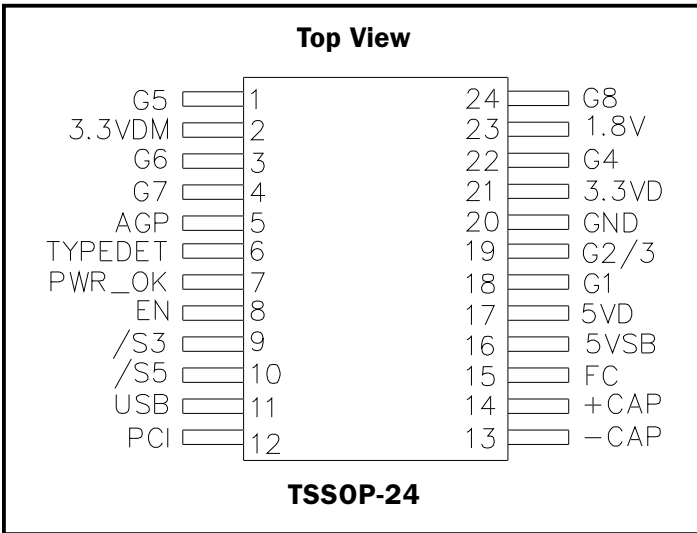 Top View
G5 1 24 G8
3.3VDM 2 23 1.8V
G6 3 22 G4
G7 4 21 3.3VD
AGP 5 20 GND
TYPEDET 6 19 G2/3
PWR_OK 7 18 G1
EN 8 17 5VD
/S3 9 16 5VSB
/S5 10 15 FC
USB 11 14 +CAP
PCI 12 13 -CAP
TSSOP-24